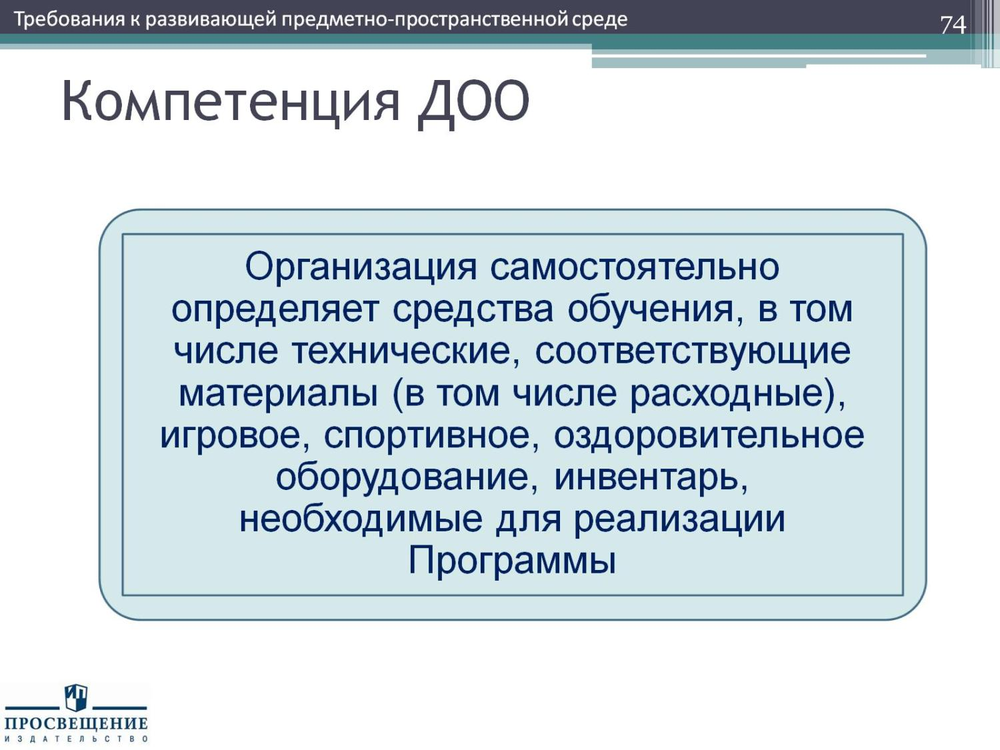 Требования к развивающей предметно-пространственной среде
74
Компетенция ДОО
Организация самостоятельно
определяет средства обучения, в том
числе технические, соответствующие
материалы (в том числе расходные),
игровое, спортивное, оздоровительное
оборудование, инвентарь,
необходимые для реализации
Программы
ИП
ПРОСВЕЩЕНИЕ
ИЗДАТЕЛЬСТВО